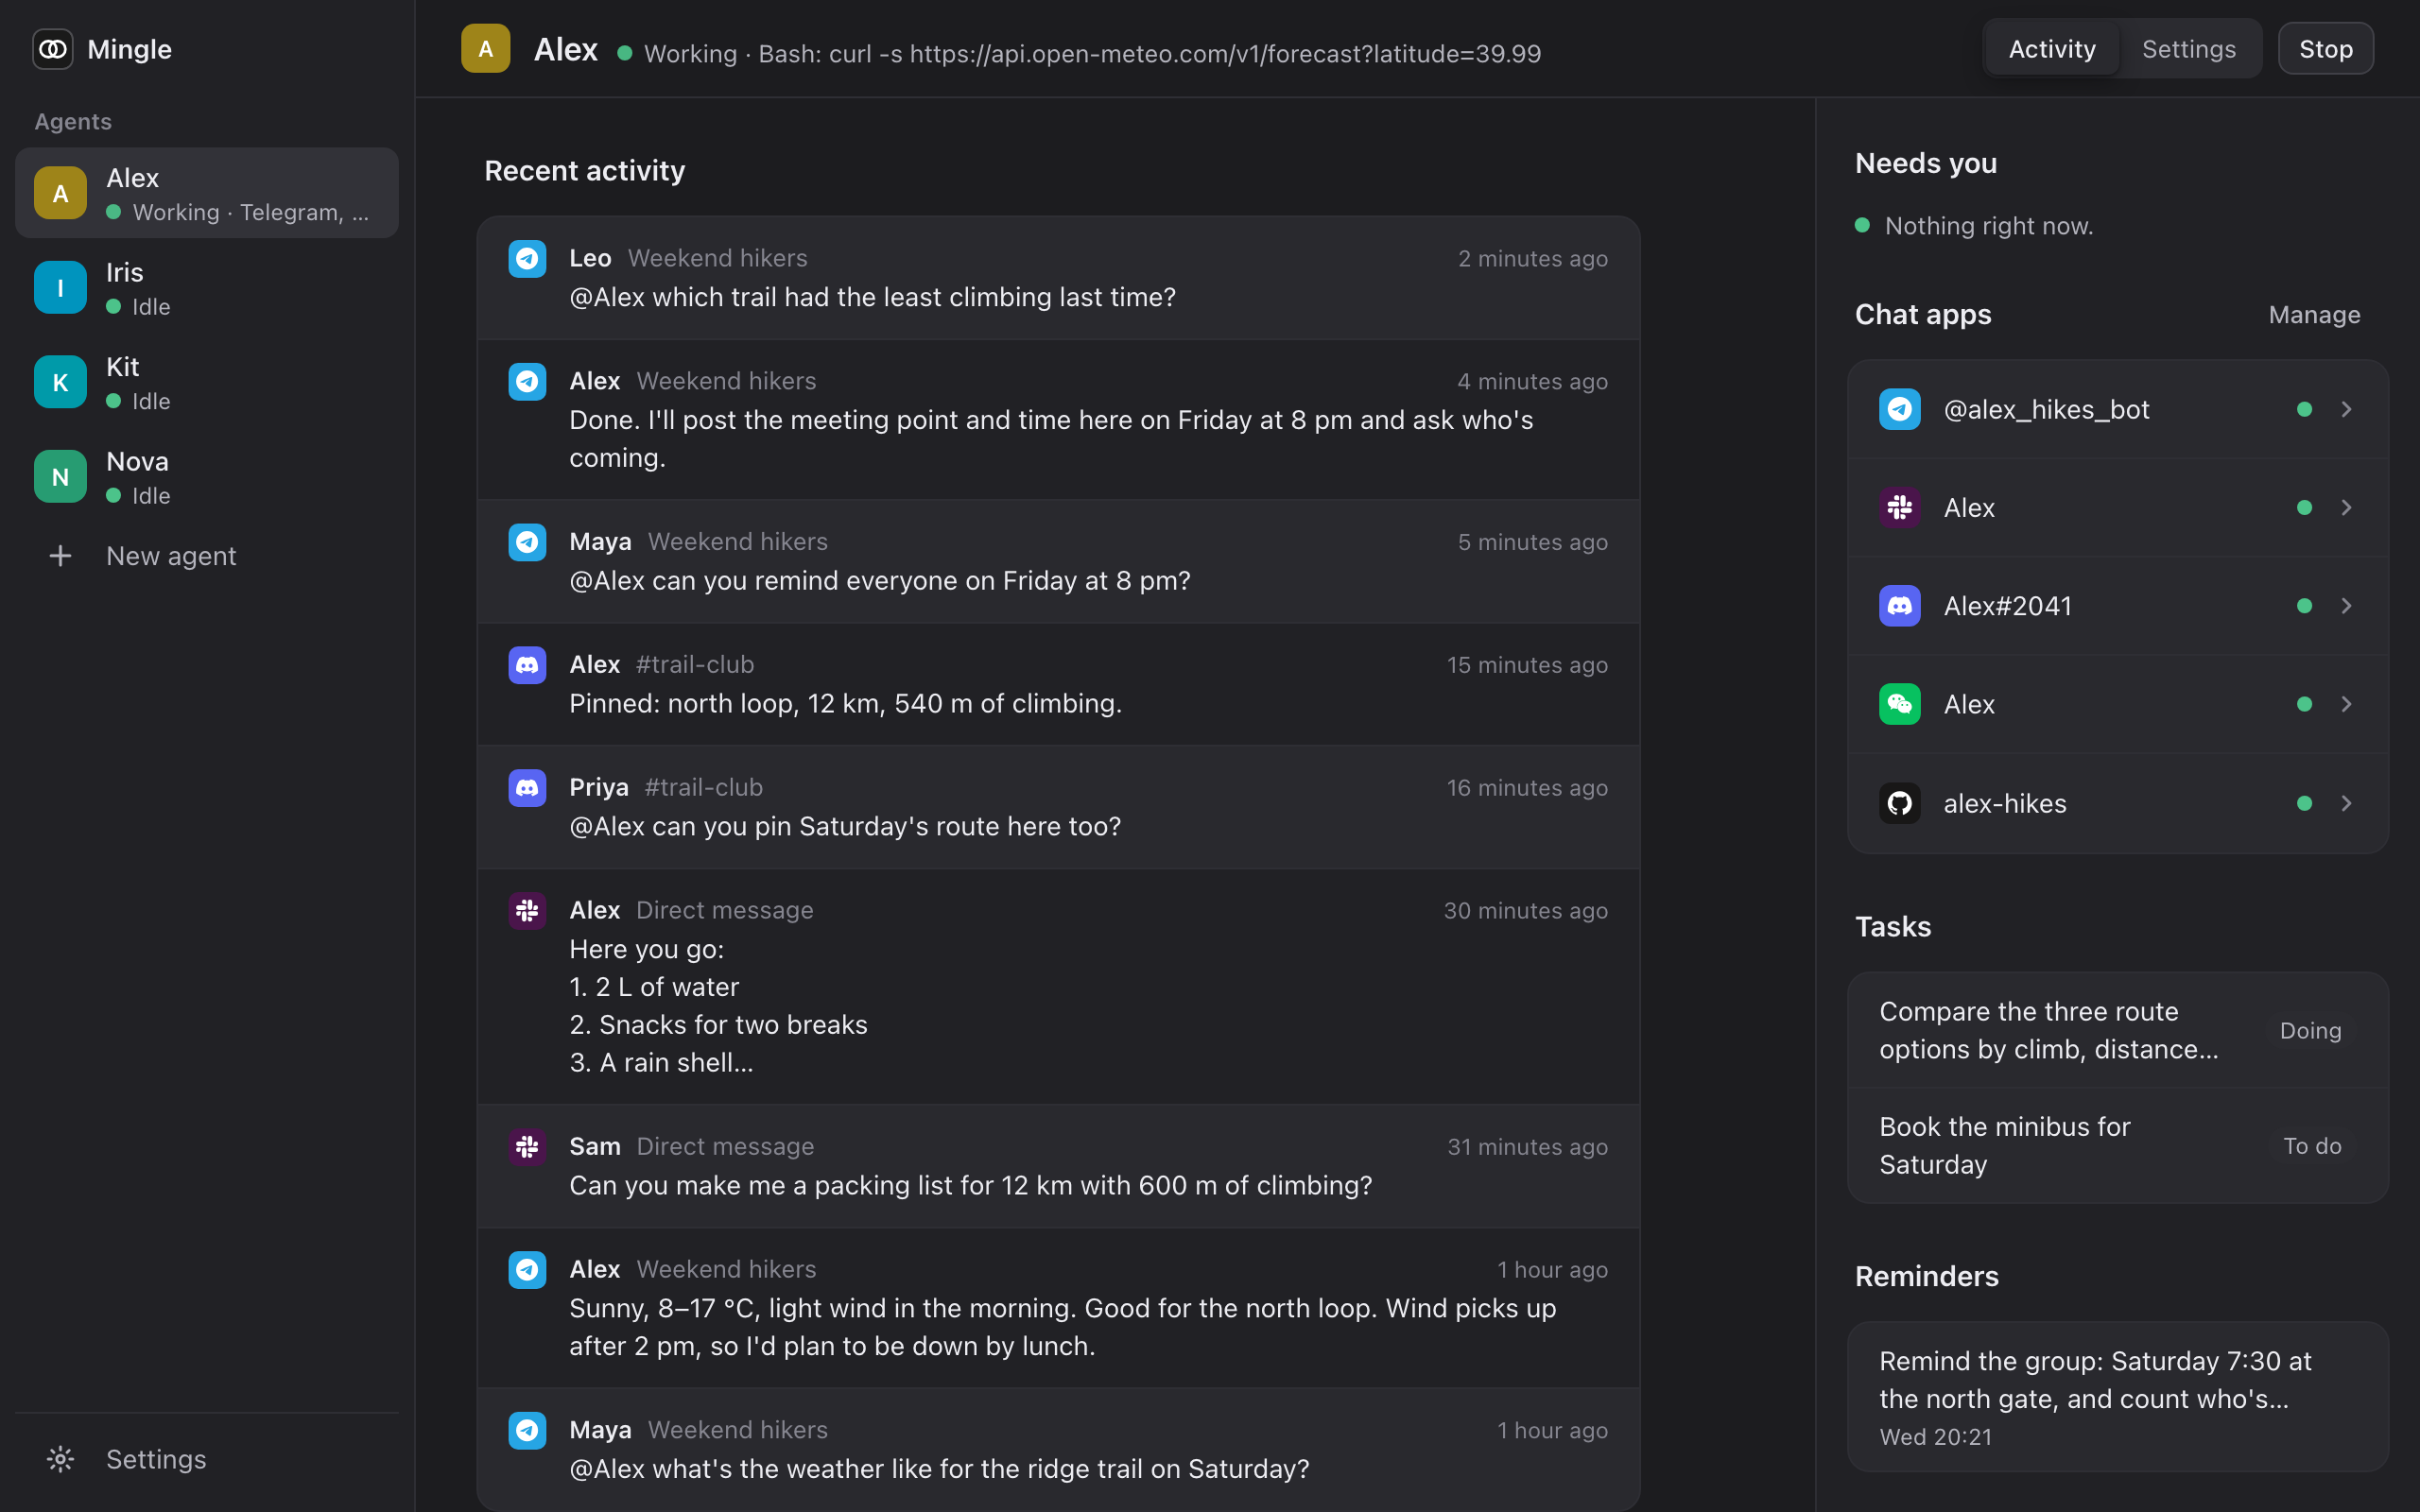 Mingle
Agents
A
Alex
Working · Telegram, ...
I
Iris
Idle
K
Kit
Idle
N
Nova
Idle
New agent
Settings
A
Alex
Working · Bash: curl -s https://api.open-meteo.com/v1/forecast?latitude=39.99
Activity
Settings
Stop
Recent activity
Leo Weekend hikers 2 minutes ago
@Alex which trail had the least climbing last time?
Alex Weekend hikers 4 minutes ago
Done. I'll post the meeting point and time here on Friday at 8 pm and ask who's
coming.
Maya Weekend hikers 5 minutes ago
@Alex can you remind everyone on Friday at 8 pm?
Alex #trail-club 15 minutes ago
Pinned: north loop, 12 km, 540 m of climbing.
Priya #trail-club 16 minutes ago
@Alex can you pin Saturday's route here too?
Alex Direct message 30 minutes ago
Here you go:
1. 2 L of water
2. Snacks for two breaks
3. A rain shell...
Sam Direct message 31 minutes ago
Can you make me a packing list for 12 km with 600 m of climbing?
Alex Weekend hikers 1 hour ago
Sunny, 8–17 °C, light wind in the morning. Good for the north loop. Wind picks up
after 2 pm, so I'd plan to be down by lunch.
Maya Weekend hikers 1 hour ago
@Alex what's the weather like for the ridge trail on Saturday?
Needs you
Nothing right now.
Chat apps
Manage
@alex_hikes_bot
Alex
Alex#2041
Alex
alex-hikes
Tasks
Compare the three route
options by climb, distance...
Doing
Book the minibus for
Saturday
To do
Reminders
Remind the group: Saturday 7:30 at
the north gate, and count who's...
Wed 20:21